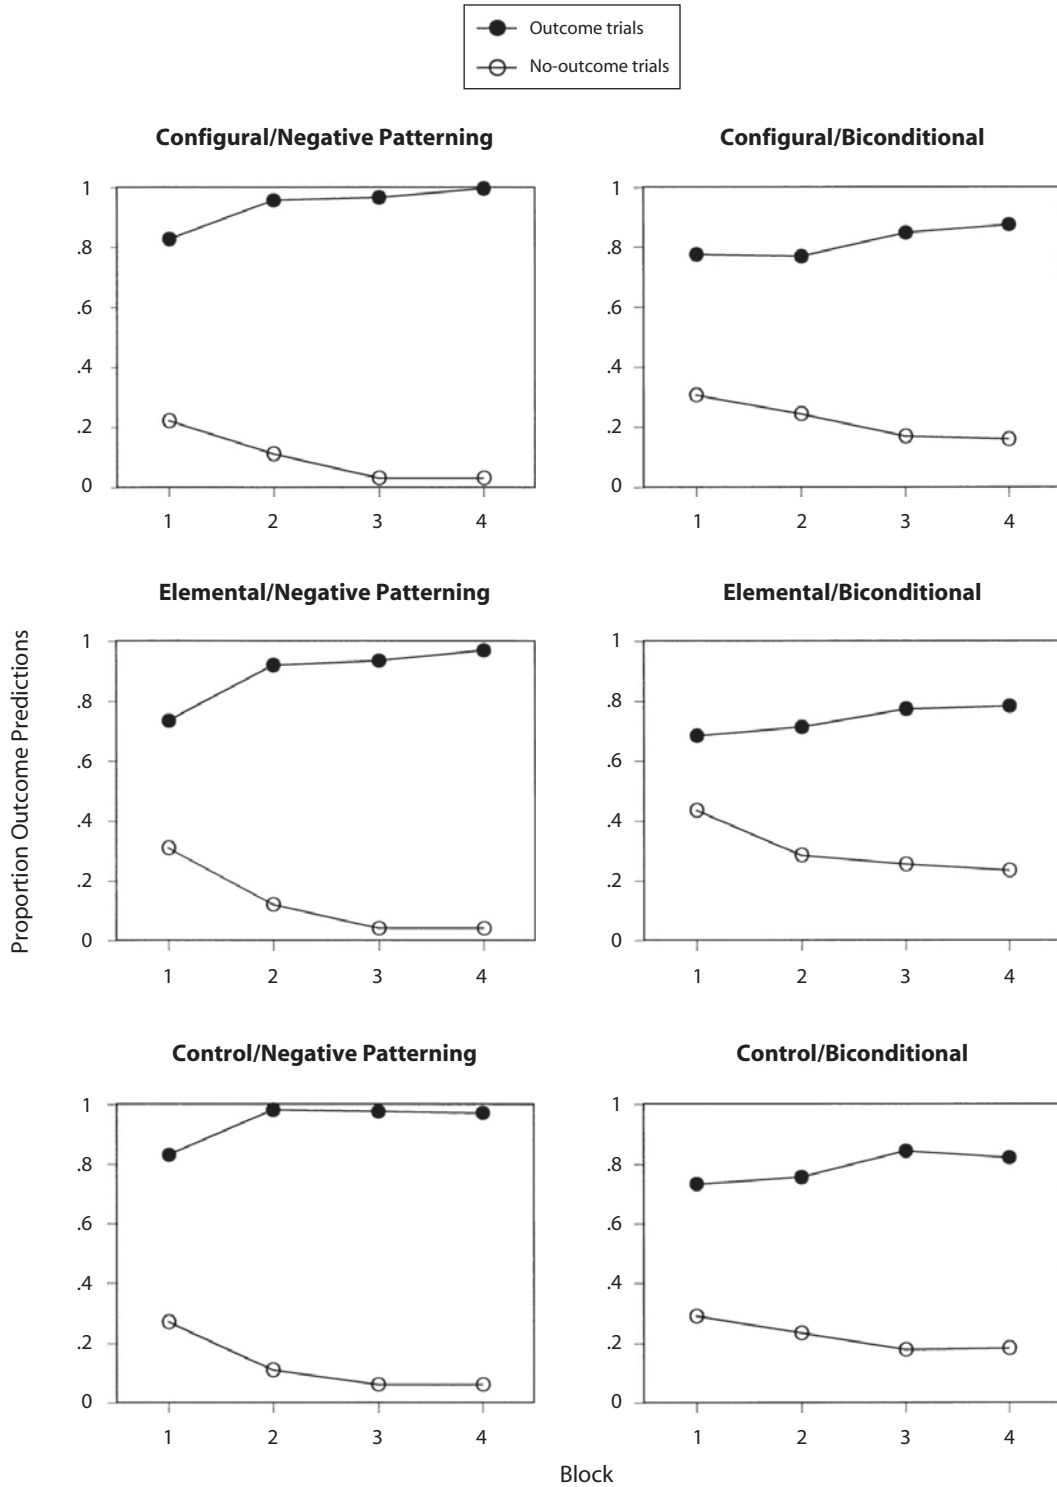 Outcome trials
No-outcome trials
Configural/Negative Patterning
Configural/Biconditional
1
.8
.6
.4
.2
0
1 2 3 4
1
.8
.6
.4
.2
0
1 2 3 4
Elemental/Negative Patterning
Elemental/Biconditional
Proportion Outcome Predictions
1
.8
.6
.4
.2
0
1 2 3 4
1
.8
.6
.4
.2
0
1 2 3 4
Control/Negative Patterning
Control/Biconditional
1
.8
.6
.4
.2
0
1 2 3 4
1
.8
.6
.4
.2
0
1 2 3 4
Block